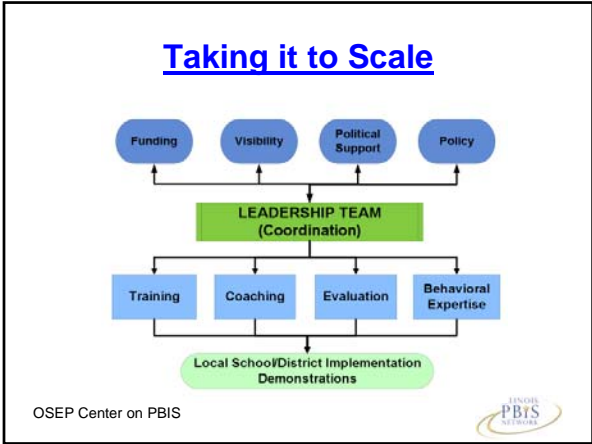 Taking it to Scale
Funding
Visibility
Political
Support
Policy
LEADERSHIP TEAM
(Coordination)
Training
Coaching
Evaluation
Behavioral
Expertise
Local School/District Implementation
Demonstrations
OSEP Center on PBIS
ILLINOIS
PBIS
NETWORK